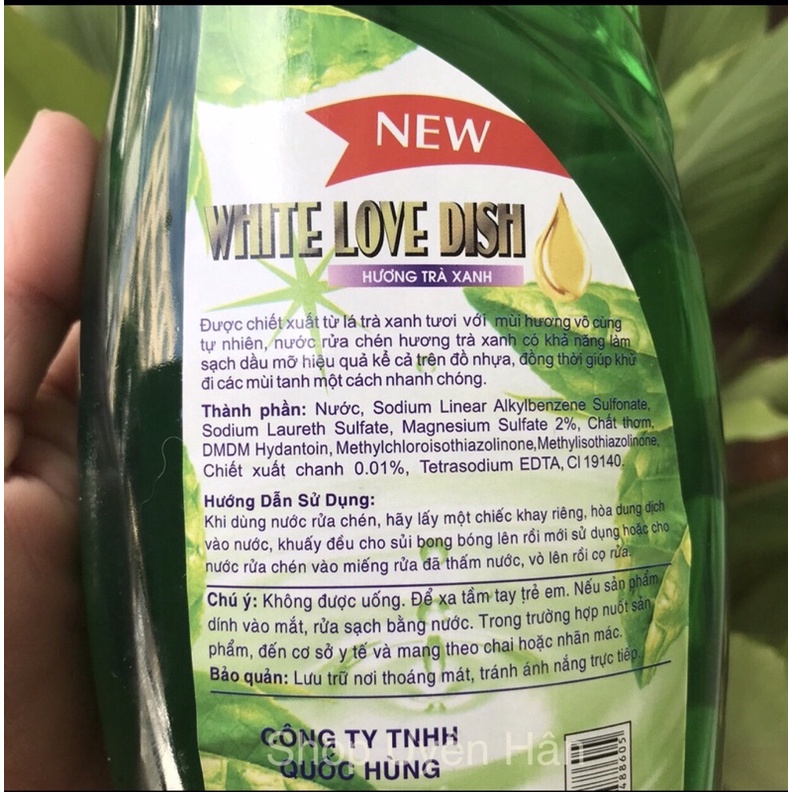 NEW
WHITE LOVE DISH
HƯƠNG TRÀ XANH
Được chiết xuất từ lá trà xanh tươi với mùi hương vô cùng
tự nhiên, nước rửa chén hương trà xanh có khả năng làm
sạch dầu mỡ hiệu quả kể cả trên đồ nhựa, đồng thời giúp khử
đi các mùi tanh một cách nhanh chóng.
Thành phần: Nước, Sodium Linear Alkylbenzene Sulfonate,
Sodium Laureth Sulfate, Magnesium Sulfate 2%, Chất thơm,
DMDM Hydantoin, Methylchloroisothiazolinone, Methylisothiazolinone,
Chiết xuất chanh 0.01%, Tetrasodium EDTA, CI 19140.
Hướng Dẫn Sử Dụng:
Khi dùng nước rửa chén, hãy lấy một chiếc khay riêng, hòa dung dịch
vào nước, khuấy đều cho sủi bong bóng lên rồi mới sử dụng hoặc cho
nước rửa chén vào miếng rửa đã thấm nước, vò lên rồi cọ rửa.
Chú ý: Không được uống. Để xa tầm tay trẻ em. Nếu sản phẩm
dính vào mắt, rửa sạch bằng nước. Trong trường hợp nuốt sản
phẩm, đến cơ sở y tế và mang theo chai hoặc nhãn mác.
Bảo quản: Lưu trữ nơi thoáng mát, tránh ánh nắng trực tiếp.
CÔNG TY TNHH
Shop Uyên Hân
QUỐC HÙNG